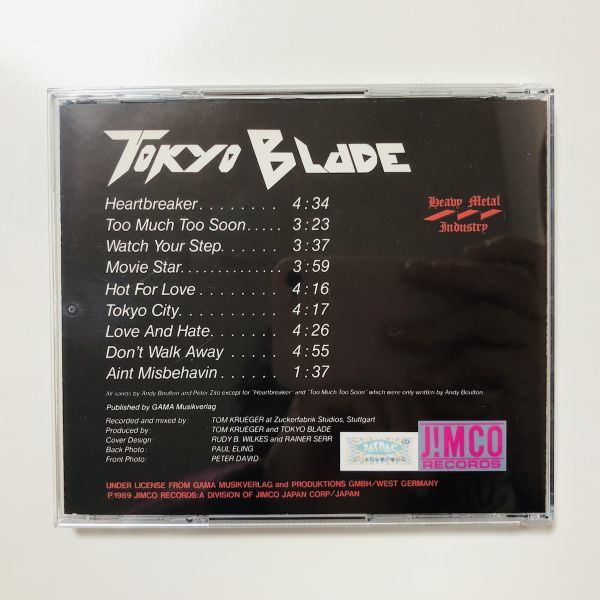 TOKYO BLADE
Heartbreaker. . . . . . . . 4:34
Too Much Too Soon. . . . . 3:23
Watch Your Step. . . . . . 3:37
Movie Star. . . . . . . . . 3:59
Hot For Love . . . . . . . . 4:16
Tokyo City. . . . . . . . . 4:17
Love And Hate. . . . . . . 4:26
Don't Walk Away . . . . . 4:55
Aint Misbehavin . . . . . . 1:37
Heavy Metal
Industry
All songs by Andy Boulton and Peter Zito except for "Heartbreaker" and "Too Much Too Soon" which were only written by Andy Boulton.
Published by GAMA Musikverlag
Recorded and mixed by: TOM KRUEGER at Zuckerfabrik Studios, Stuttgart
Produced by: TOM KRUEGER and TOKYO BLADE
Cover Design: RUDY B. WILKES and RAINER SERR
Back Photo: PAUL ELING
Front Photo: PETER DAVID
JASRAC
J!MCO
RECORDS
UNDER LICENSE FROM GAMA MUSIKVERLAG and PRODUKTIONS GMBH/WEST GERMANY
P.1989 JIMCO RECORDS:A DIVISION OF JIMCO JAPAN CORP/JAPAN